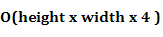 O(height x width x 4 )